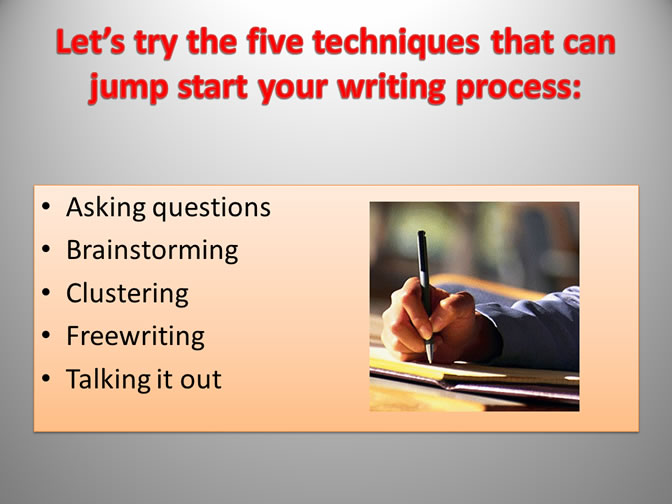 Let’s try the five techniques that can
jump start your writing process:
• Asking questions
• Brainstorming
• Clustering
• Freewriting
• Talking it out